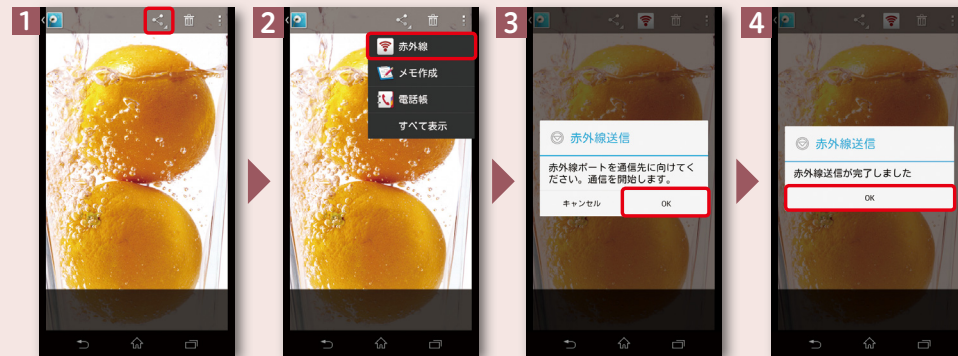 1
2
赤外線
メモ作成
電話帳
すべて表示
3
赤外線送信
赤外線ポートを通信先に向けてく
ださい。通信を開始します。
キャンセル
OK
4
赤外線送信
赤外線送信が完了しました
OK